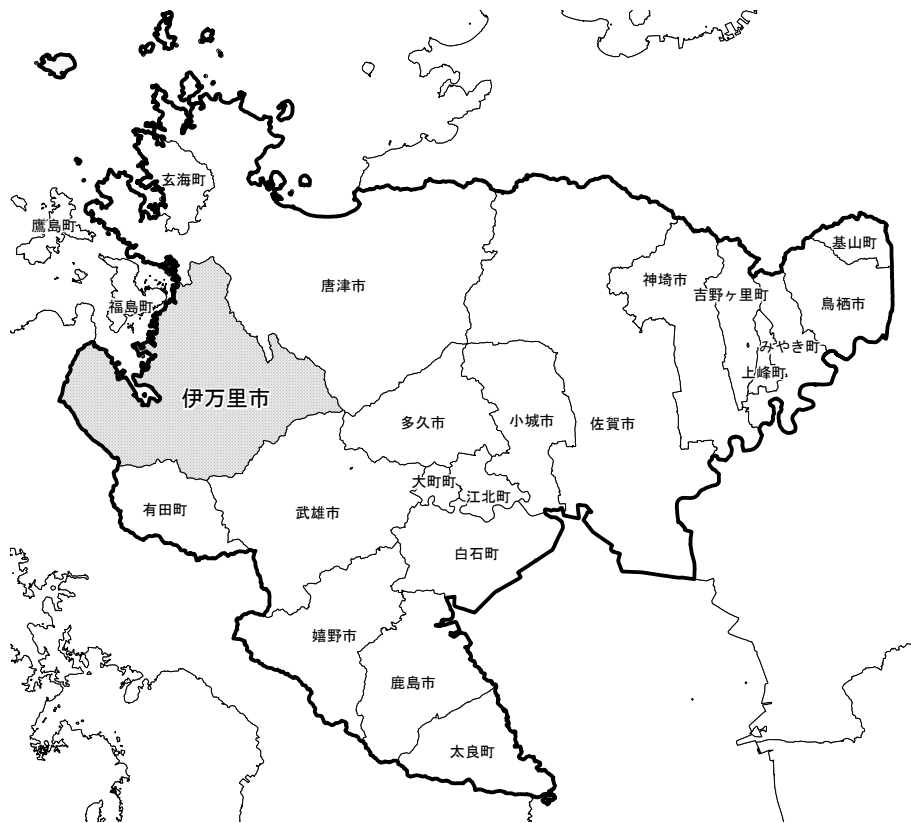 玄海町
鷹島町
基山町
神埼市
唐津市
吉野ヶ里町
福島町
鳥栖市
みやき町
上峰町
伊万里市
多久市
小城市
佐賀市
大町町
江北町
有田町
武雄市
白石町
嬉野市
鹿島市
太良町